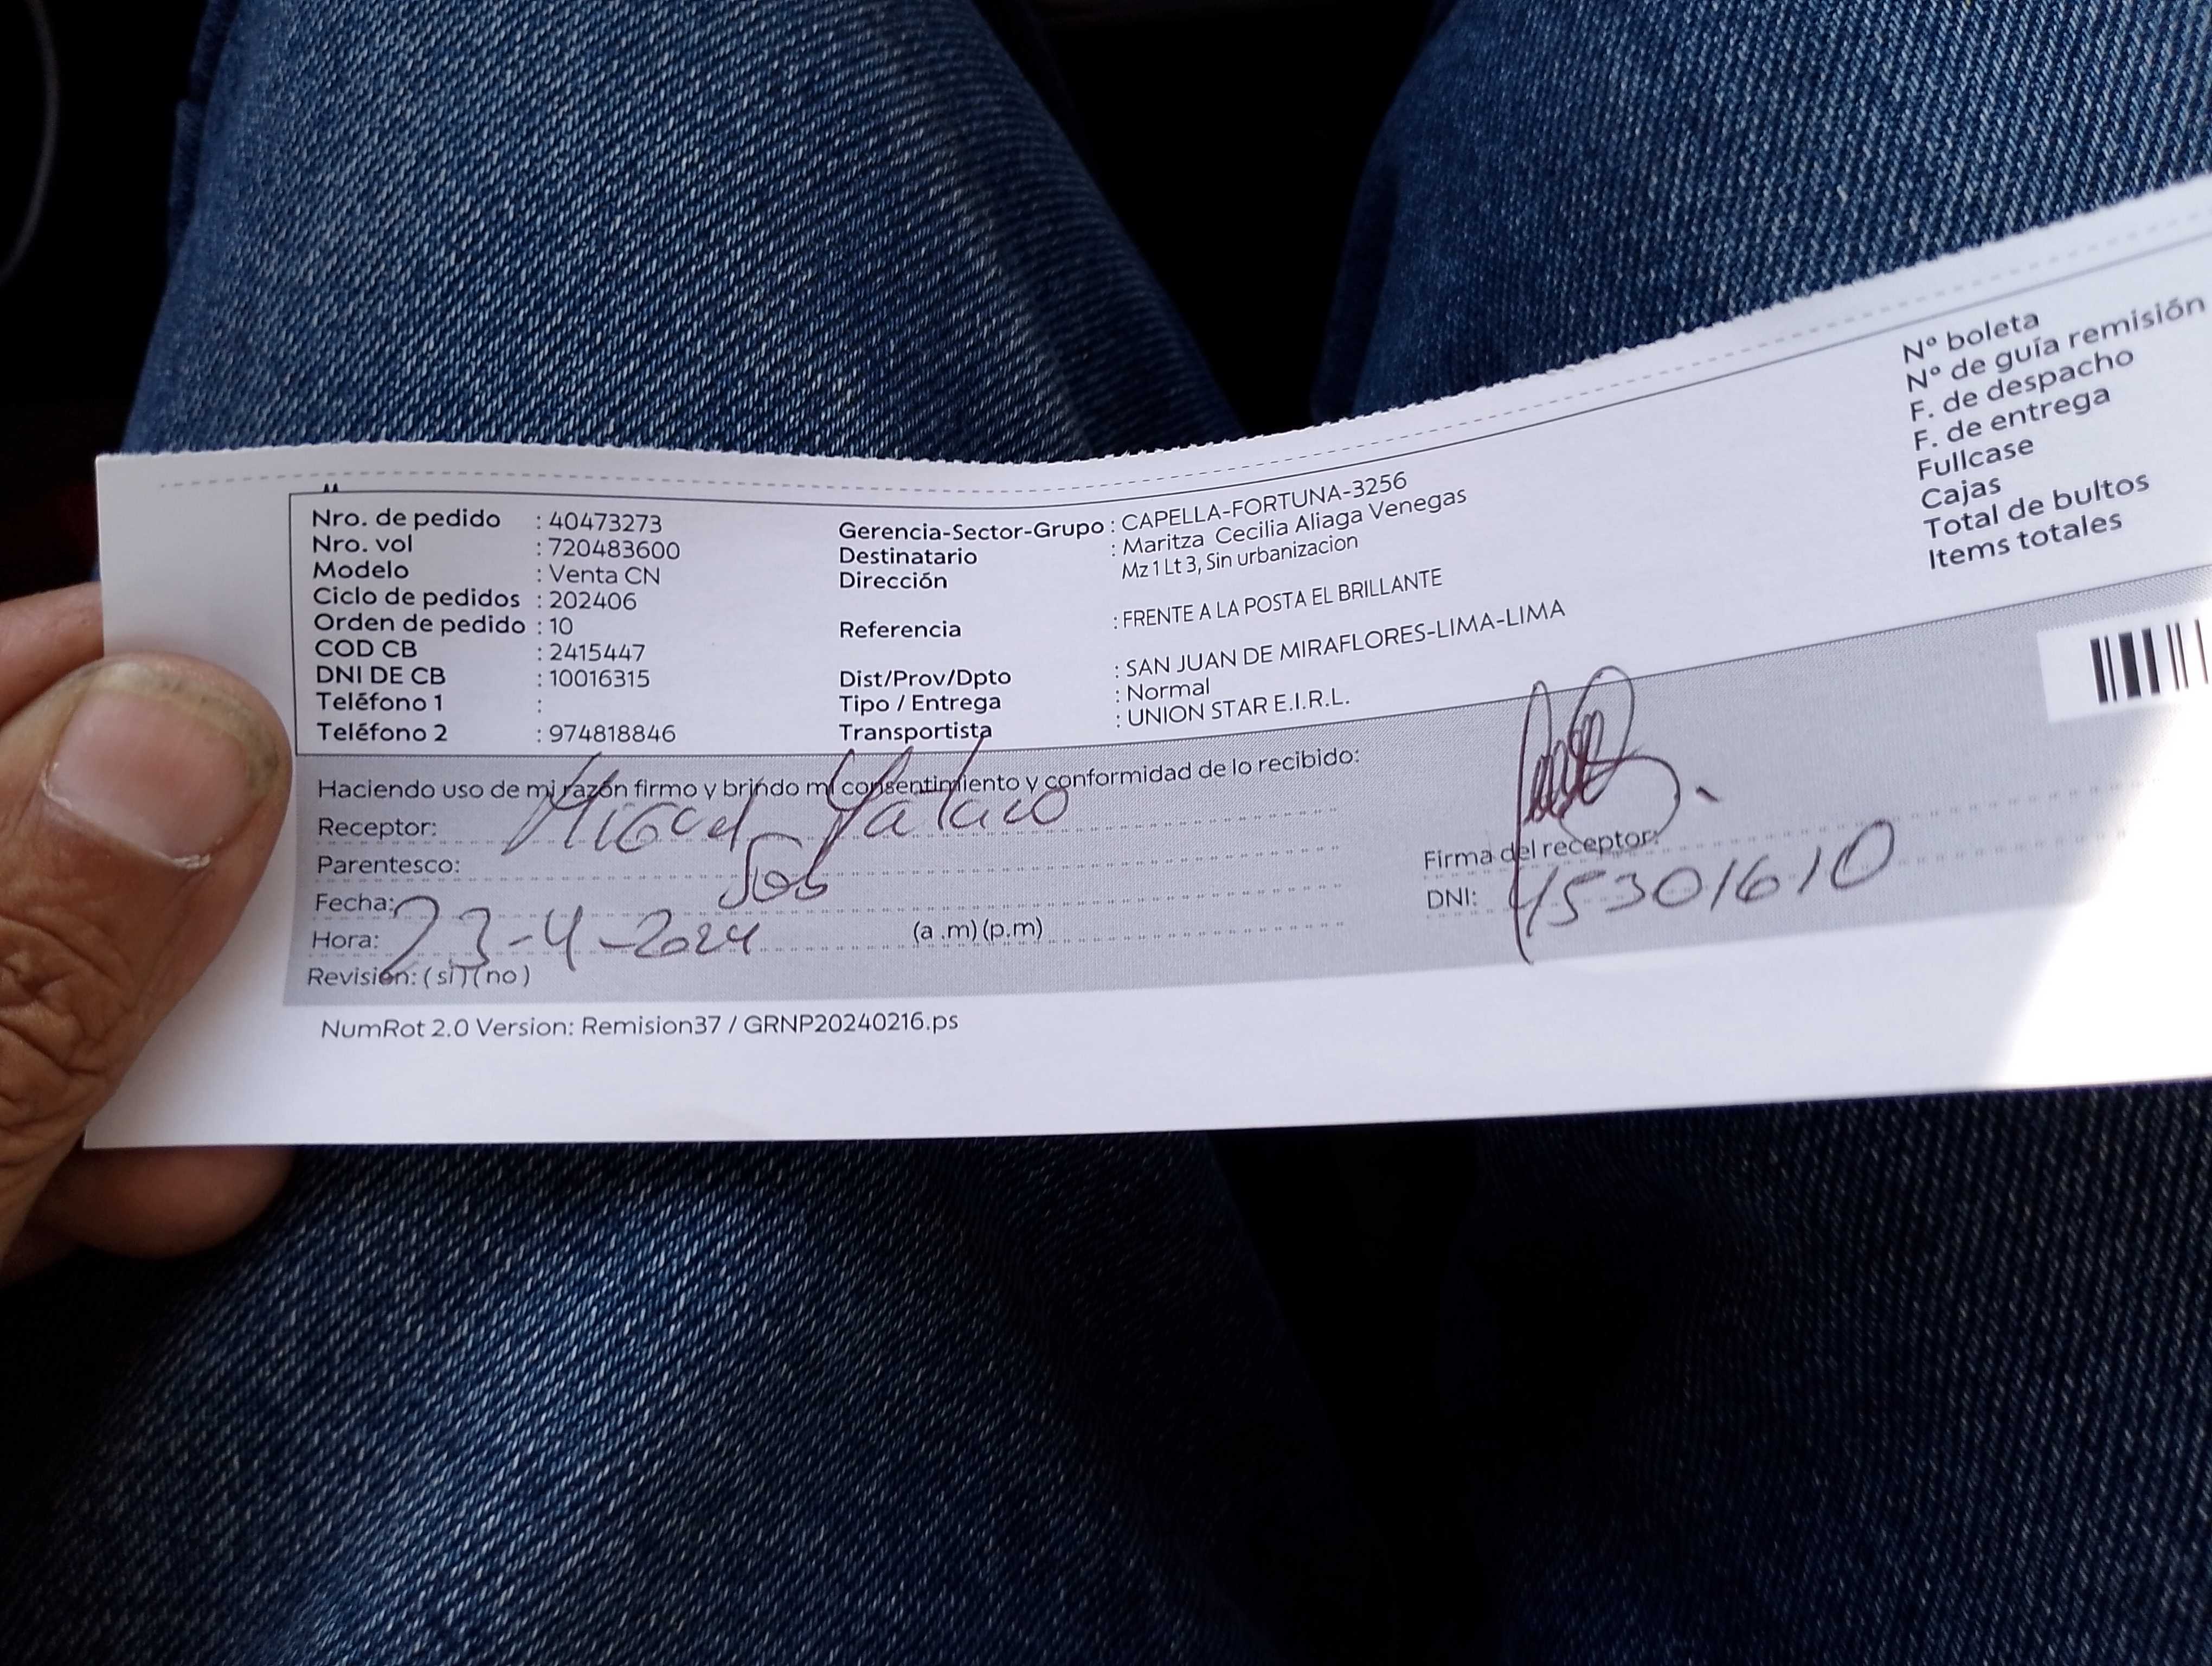 Nro. de pedido : 40473273
Nro. vol : 720483600
Modelo : Venta CN
Ciclo de pedidos : 202406
Orden de pedido : 10
COD CB : 2415447
DNI DE CB : 10016315
Teléfono 1 :
Teléfono 2 : 974818846
Gerencia-Sector-Grupo : CAPELLA-FORTUNA-3256
Destinatario : Maritza Cecilia Aliaga Venegas
Dirección Mz 1 Lt 3, Sin urbanizacion
Referencia : FRENTE A LA POSTA EL BRILLANTE
Dist/Prov/Dpto : SAN JUAN DE MIRAFLORES-LIMA-LIMA
Tipo / Entrega : Normal
Transportista : UNION STAR E.I.R.L.
Nº boleta
Nº de guía remisión
F. de despacho
F. de entrega
Fullcase
Cajas
Total de bultos
Items totales
Haciendo uso de mi razón firmo y brindo mi consentimiento y conformidad de lo recibido:
Receptor: Miguel Yataco
Parentesco:
Fecha: 23-4-2024
Hora: (a .m) (p.m)
Revisión: ( si ) ( no )
Firma del receptor:
DNI: 45301610
NumRot 2.0 Version: Remision37 / GRNP20240216.ps